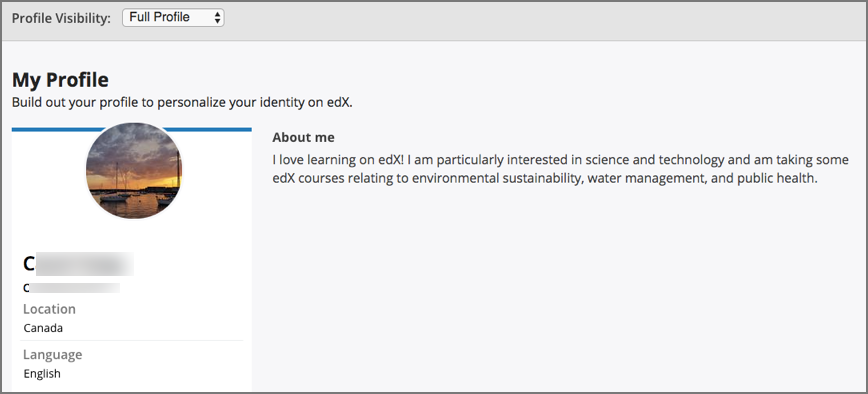 Profile Visibility: Full Profile
My Profile
Build out your profile to personalize your identity on edX.
About me
I love learning on edX! I am particularly interested in science and technology and am taking some
edX courses relating to environmental sustainability, water management, and public health.
Location
Canada
Language
English